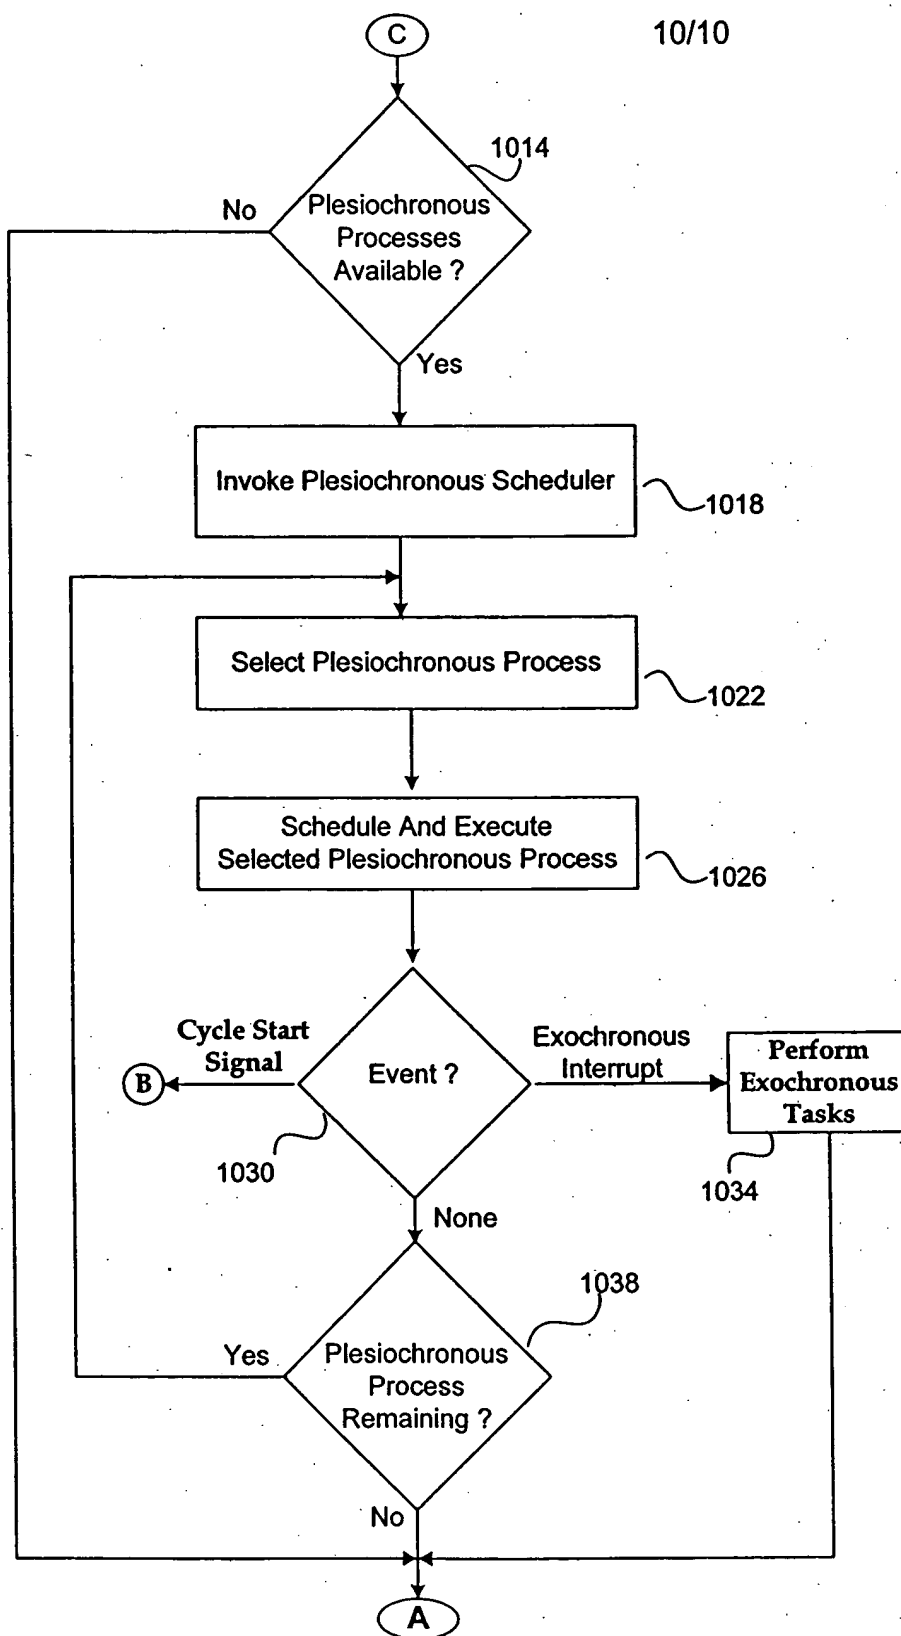 C
10/10
1014
No
Plesiochronous
Processes
Available ?
Yes
Invoke Plesiochronous Scheduler
1018
Select Plesiochronous Process
1022
Schedule And Execute
Selected Plesiochronous Process
1026
Cycle Start
Signal
B
Event ?
Exochronous
Interrupt
Perform
Exochronous
Tasks
1030
1034
None
1038
Yes
Plesiochronous
Process
Remaining ?
No
A